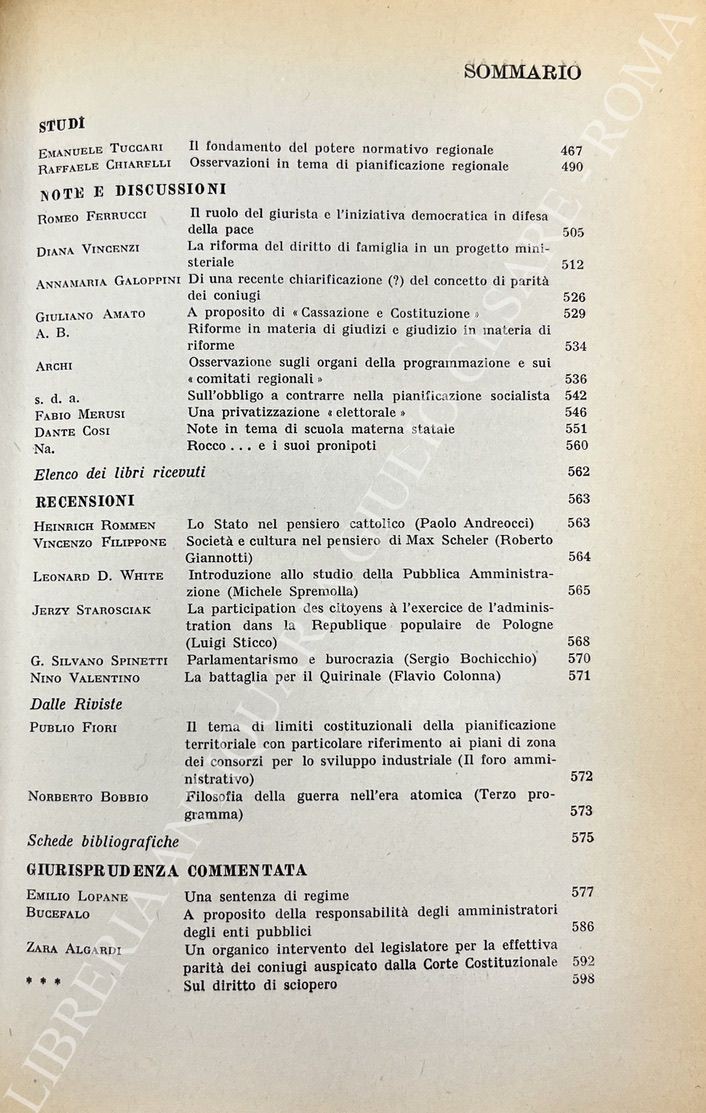 SOMMARIO
STUDÌ
EMANUELE TUCCARI Il fondamento del potere normativo regionale 467
RAFFAELE CHIARELLI Osservazioni in tema di pianificazione regionale 490
NOTE E DISCUSSIONI
ROMEO FERRUCCI Il ruolo del giurista e l'iniziativa democratica in difesa
della pace 505
DIANA VINCENZI La riforma del diritto di famiglia in un progetto mini-
steriale 512
ANNAMARIA GALOPPINI Di una recente chiarificazione (?) del concetto di parità
dei coniugi 526
GIULIANO AMATO A proposito di « Cassazione e Costituzione » 529
A. B. Riforme in materia di giudizi e giudizio in materia di
riforme 534
ARCHI Osservazione sugli organi della programmazione e sui
« comitati regionali » 536
s. d. a. Sull'obbligo a contrarre nella pianificazione socialista 542
FABIO MERUSI Una privatizzazione « elettorale » 546
DANTE COSI Note in tema di scuola materna statale 551
Na. Rocco . . . e i suoi pronipoti 560
Elenco dei libri ricevuti 562
RECENSIONI 563
HEINRICH ROMMEN Lo Stato nel pensiero cattolico (Paolo Andreocci) 563
VINCENZO FILIPPONE Società e cultura nel pensiero di Max Scheler (Roberto
Giannotti) 564
LEONARD D. WHITE Introduzione allo studio della Pubblica Amministra-
zione (Michele Spremolla) 565
JERZY STAROSCIAK La participation des citoyens à l'exercice de l'adminis-
tration dans la Republique populaire de Pologne
(Luigi Sticco) 568
G. SILVANO SPINETTI Parlamentarismo e burocrazia (Sergio Bochicchio) 570
NINO VALENTINO La battaglia per il Quirinale (Flavio Colonna) 571
Dalle Riviste
PUBLIO FIORI Il tema di limiti costituzionali della pianificazione
territoriale con particolare riferimento ai piani di zona
dei consorzi per lo sviluppo industriale (Il foro ammi-
nistrativo) 572
NORBERTO BOBBIO Filosofia della guerra nell'era atomica (Terzo pro-
gramma) 573
Schede bibliografiche 575
GIURISPRUDENZA COMMENTATA
EMILIO LOPANE Una sentenza di regime 577
BUCEFALO A proposito della responsabilità degli amministratori
degli enti pubblici 586
ZARA ALGARDI Un organico intervento del legislatore per la effettiva
parità dei coniugi auspicato dalla Corte Costituzionale 592
* * * Sul diritto di sciopero 598
LIBRERIA ANTIQUARIA GIULIO CESARE - ROMA